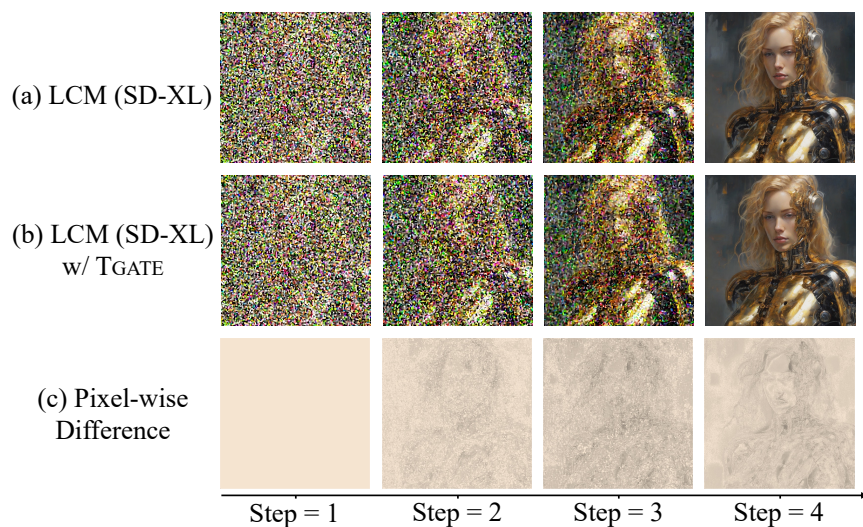 (a) LCM (SD-XL)
(b) LCM (SD-XL)
w/ TGATE
(c) Pixel-wise
Difference
Step = 1 Step = 2 Step = 3 Step = 4